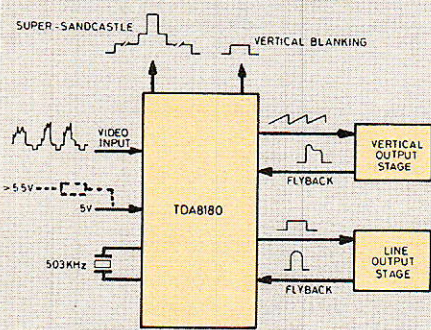 SUPER-SANDCASTLE
VERTICAL BLANKING
VIDEO
INPUT
VERTICAL
OUTPUT
STAGE
FLYBACK
>5.5V
5V
TDA8180
503KHz
LINE
OUTPUT
STAGE
FLYBACK